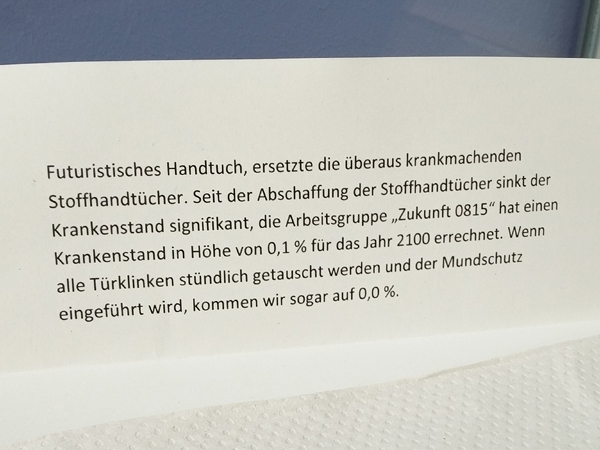 Futuristisches Handtuch, ersetzte die überaus krankmachenden
Stoffhandtücher. Seit der Abschaffung der Stoffhandtücher sinkt der
Krankenstand signifikant, die Arbeitsgruppe „Zukunft 0815“ hat einen
Krankenstand in Höhe von 0,1 % für das Jahr 2100 errechnet. Wenn
alle Türklinken stündlich getauscht werden und der Mundschutz
eingeführt wird, kommen wir sogar auf 0,0 %.